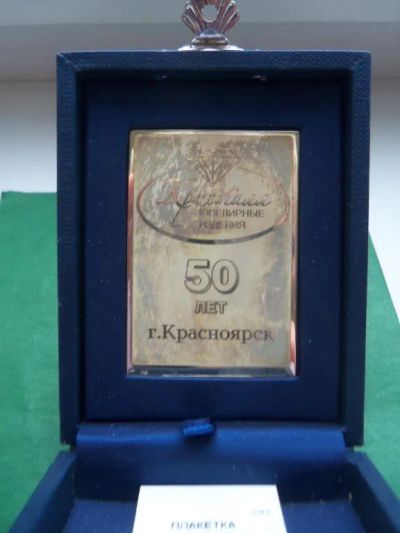 ЮВЕЛИРНЫЕ
ИЗДЕЛИЯ
50
ЛЕТ
г.Красноярск
ПЛАКЕТКА